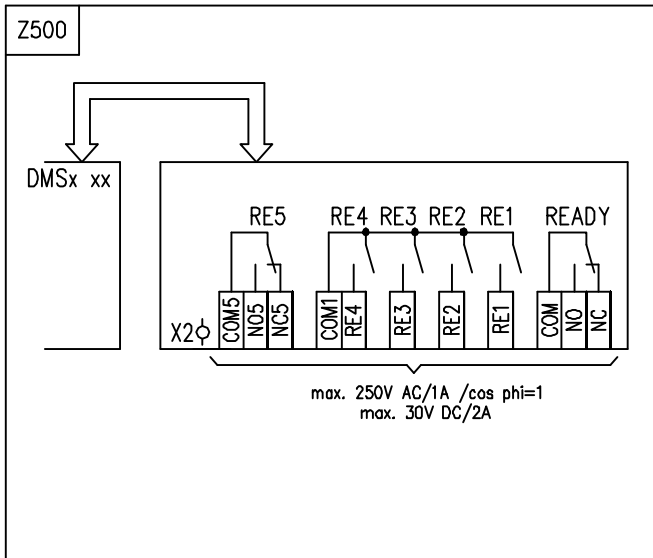 Z500
DMSx xx
RE5 RE4 RE3 RE2 RE1 READY
X2 COM5 NO5 NC5 COM1 RE4 RE3 RE2 RE1 COM NO NC
max. 250V AC/1A /cos phi=1
max. 30V DC/2A